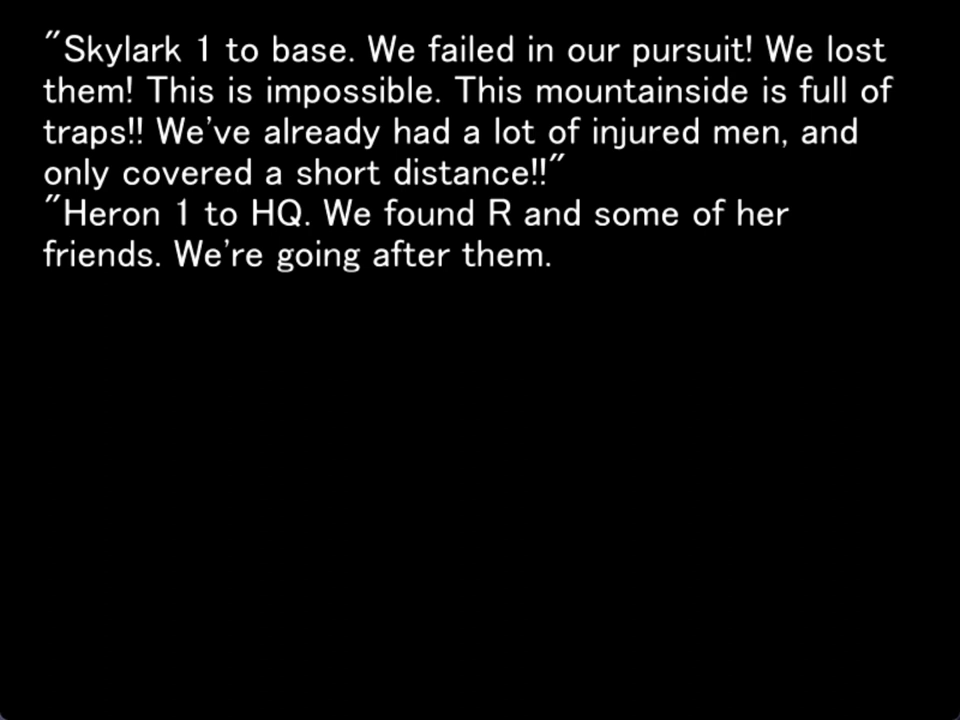 "Skylark 1 to base. We failed in our pursuit! We lost
them! This is impossible. This mountainside is full of
traps!! We've already had a lot of injured men, and
only covered a short distance!!"
"Heron 1 to HQ. We found R and some of her
friends. We're going after them.